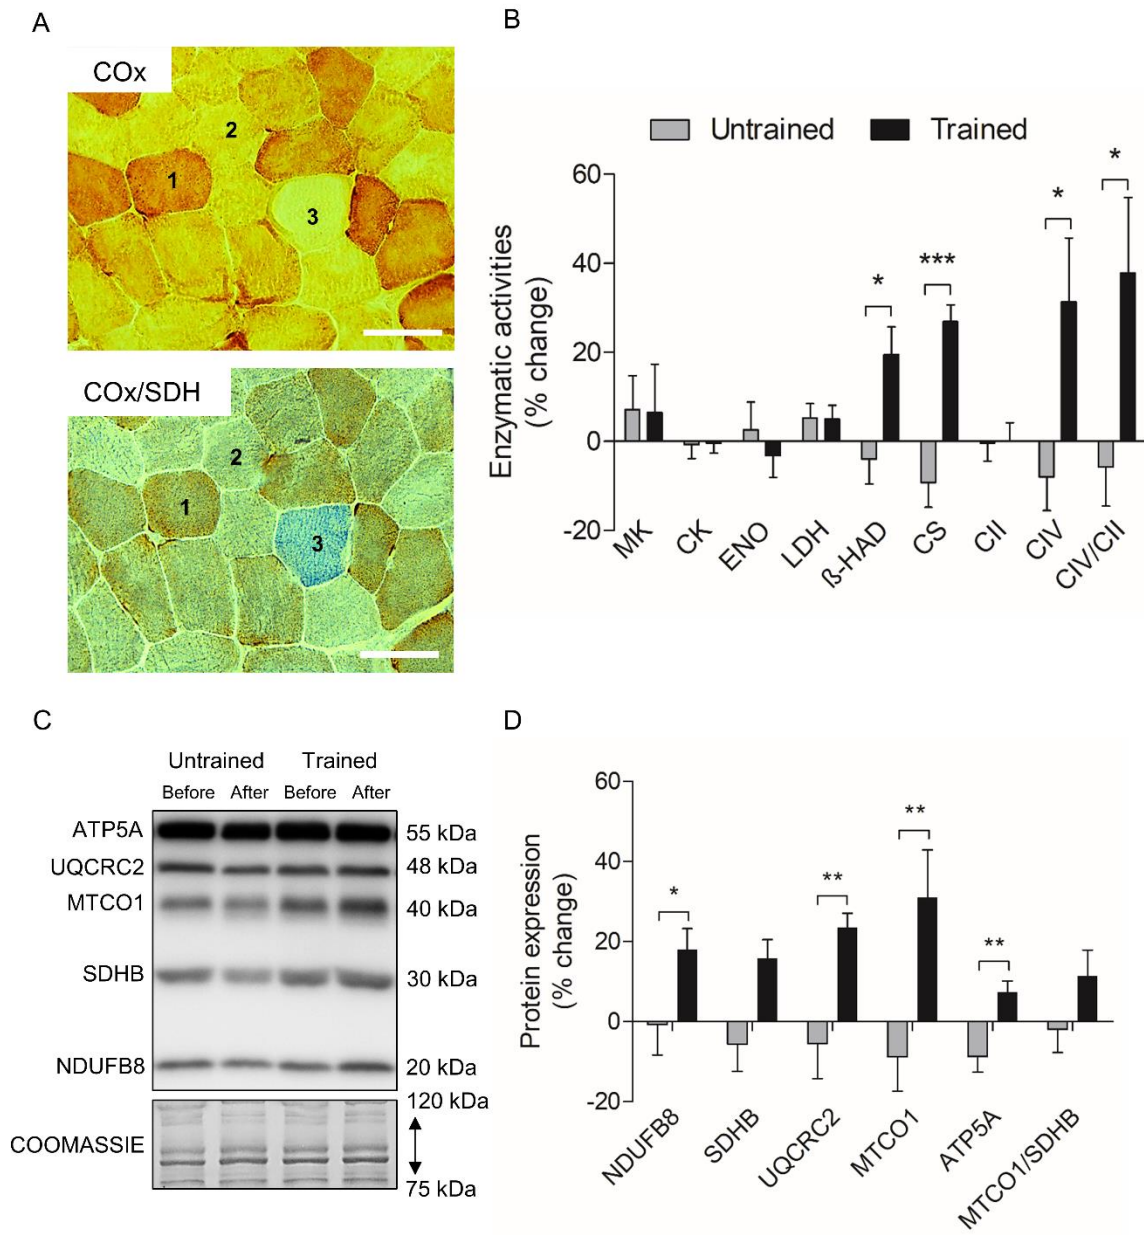 A
COx
1
2
3
COx/SDH
1
2
3
B
Untrained Trained
Enzymatic activities
(% change)
60
40
20
0
-20
*
***
*
*
MK
CK
ENO
LDH
ß-HAD
CS
CII
CIV
CIV/CII
C
Untrained Trained
Before After Before After
ATP5A 55 kDa
UQCRC2 48 kDa
MTCO1 40 kDa
SDHB 30 kDa
NDUFB8 20 kDa
120 kDa
COOMASSIE
75 kDa
D
Protein expression
(% change)
60
40
20
0
-20
*
**
**
**
NDUFB8
SDHB
UQCRC2
MTCO1
ATP5A
MTCO1/SDHB